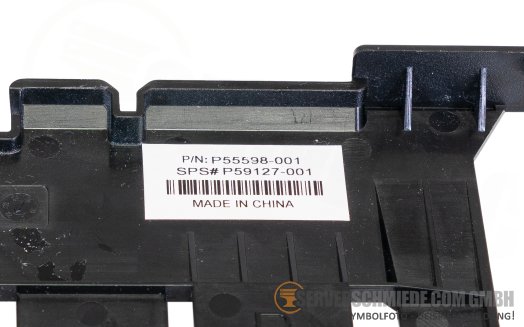 P/N: P55598-001
SPS# P59127-001
MADE IN CHINA
SERVERSCHMIEDE.COM GMBH